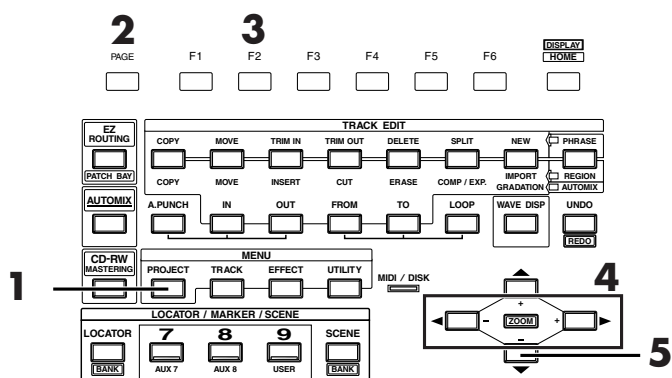 2 3
PAGE F1 F2 F3 F4 F5 F6 DISPLAY
HOME
EZ
ROUTING
PATCH BAY
TRACK EDIT
COPY MOVE TRIM IN TRIM OUT DELETE SPLIT NEW PHRASE
COPY MOVE INSERT CUT ERASE COMP / EXP. IMPORT REGION
GRADATION AUTOMIX
AUTOMIX
A.PUNCH IN OUT FROM TO LOOP WAVE DISP UNDO
REDO
CD-RW
MASTERING
MENU
1 PROJECT TRACK EFFECT UTILITY MIDI / DISK
4
+
- ZOOM +
-
5
LOCATOR / MARKER / SCENE
LOCATOR 7 8 9 SCENE
BANK AUX 7 AUX 8 USER BANK